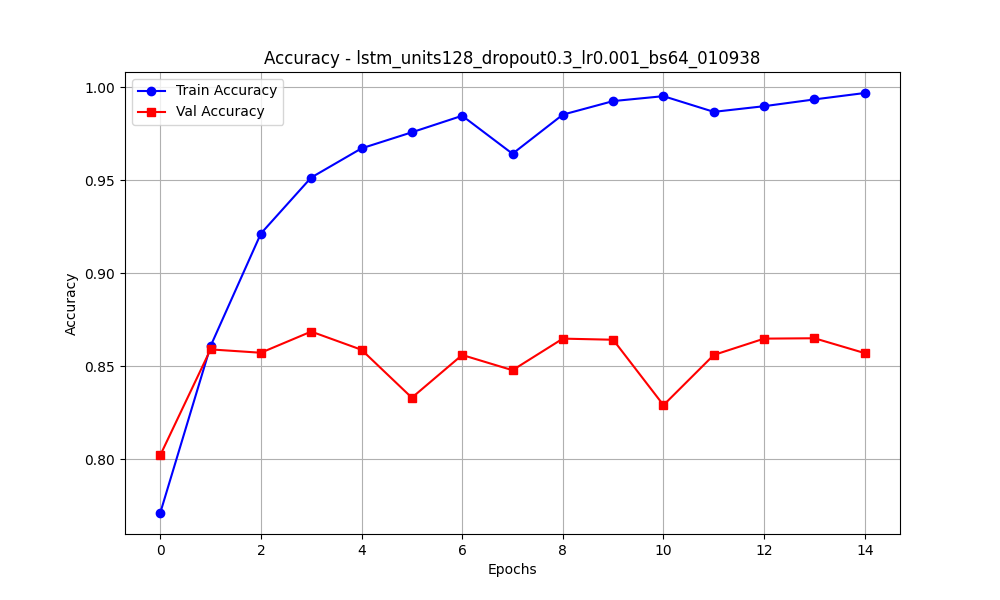 Accuracy - lstm_units128_dropout0.3_lr0.001_bs64_010938
Train Accuracy
Val Accuracy
1.00
0.95
0.90
0.85
0.80
Accuracy
0 2 4 6 8 10 12 14
Epochs